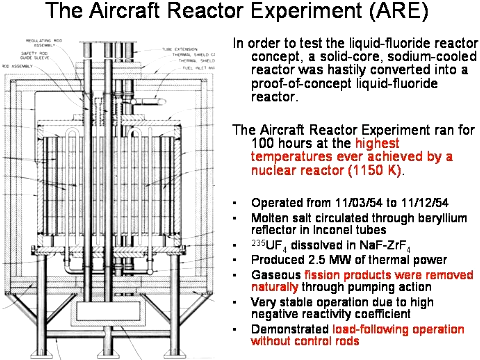 The Aircraft Reactor Experiment (ARE)
REGULATING ROD
ASSEMBLY
SAFETY ROD
GUIDE SLEEVE
ROD ASSEMBLY
TUBE EXTENSION
THERMAL SHIELD
THERMAL SHIELD
FUEL INLET
In order to test the liquid-fluoride reactor
concept, a solid-core, sodium-cooled
reactor was hastily converted into a
proof-of-concept liquid-fluoride
reactor.
The Aircraft Reactor Experiment ran for
100 hours at the highest
temperatures ever achieved by a
nuclear reactor (1150 K).
• Operated from 11/03/54 to 11/12/54
• Molten salt circulated through beryllium
reflector in Inconel tubes
• ²³⁵UF₄ dissolved in NaF-ZrF₄
• Produced 2.5 MW of thermal power
• Gaseous fission products were removed
naturally through pumping action
• Very stable operation due to high
negative reactivity coefficient
• Demonstrated load-following operation
without control rods